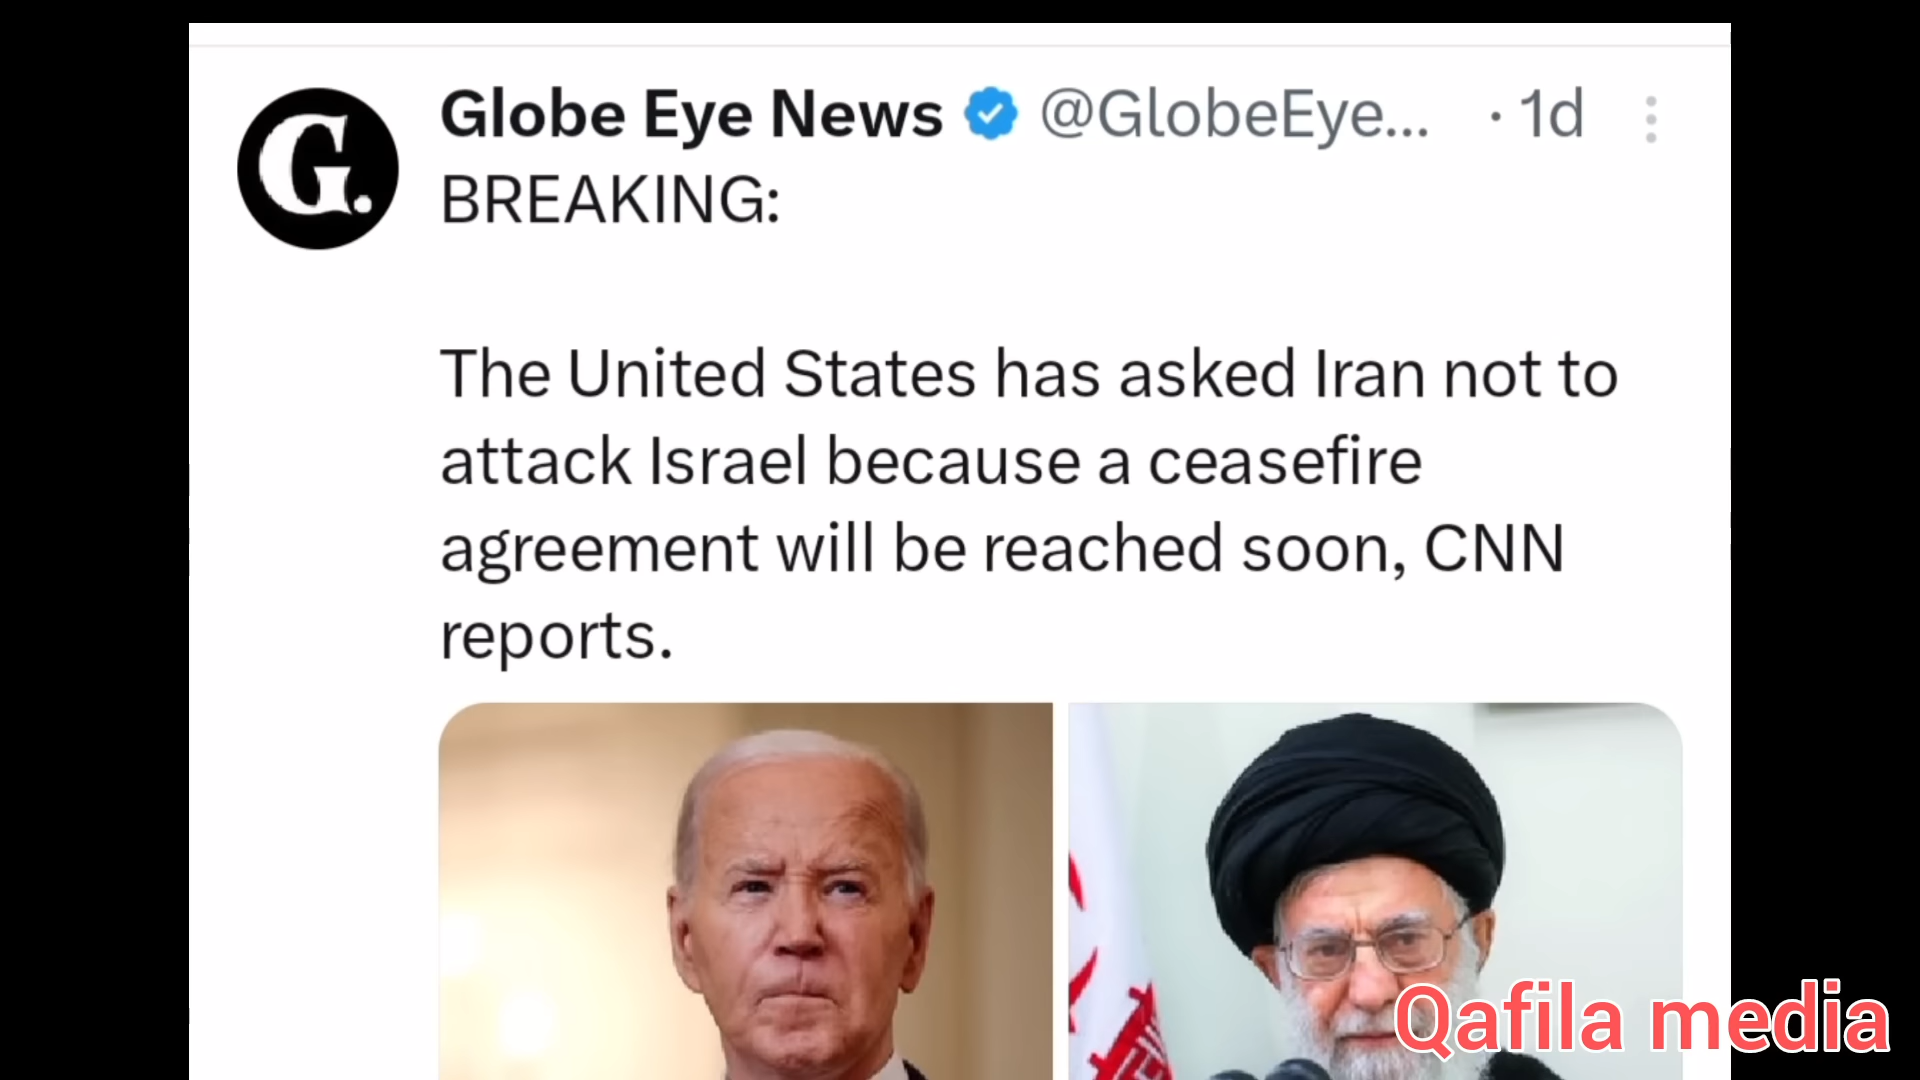 G.
Globe Eye News @GlobeEye... · 1d
BREAKING:
The United States has asked Iran not to
attack Israel because a ceasefire
agreement will be reached soon, CNN
reports.
Qafila media